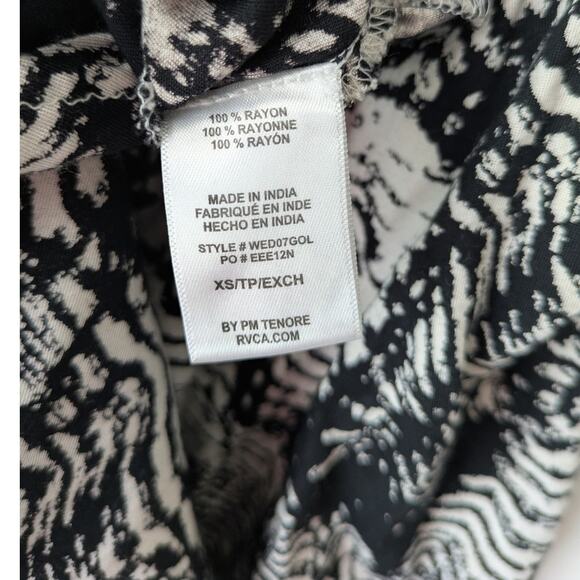 100 % RAYON
100 % RAYONNE
100 % RAYÓN
MADE IN INDIA
FABRIQUÉ EN INDE
HECHO EN INDIA
STYLE # WED07GOL
PO # EEE12N
XS/TP/EXCH
BY PM TENORE
RVCA.COM